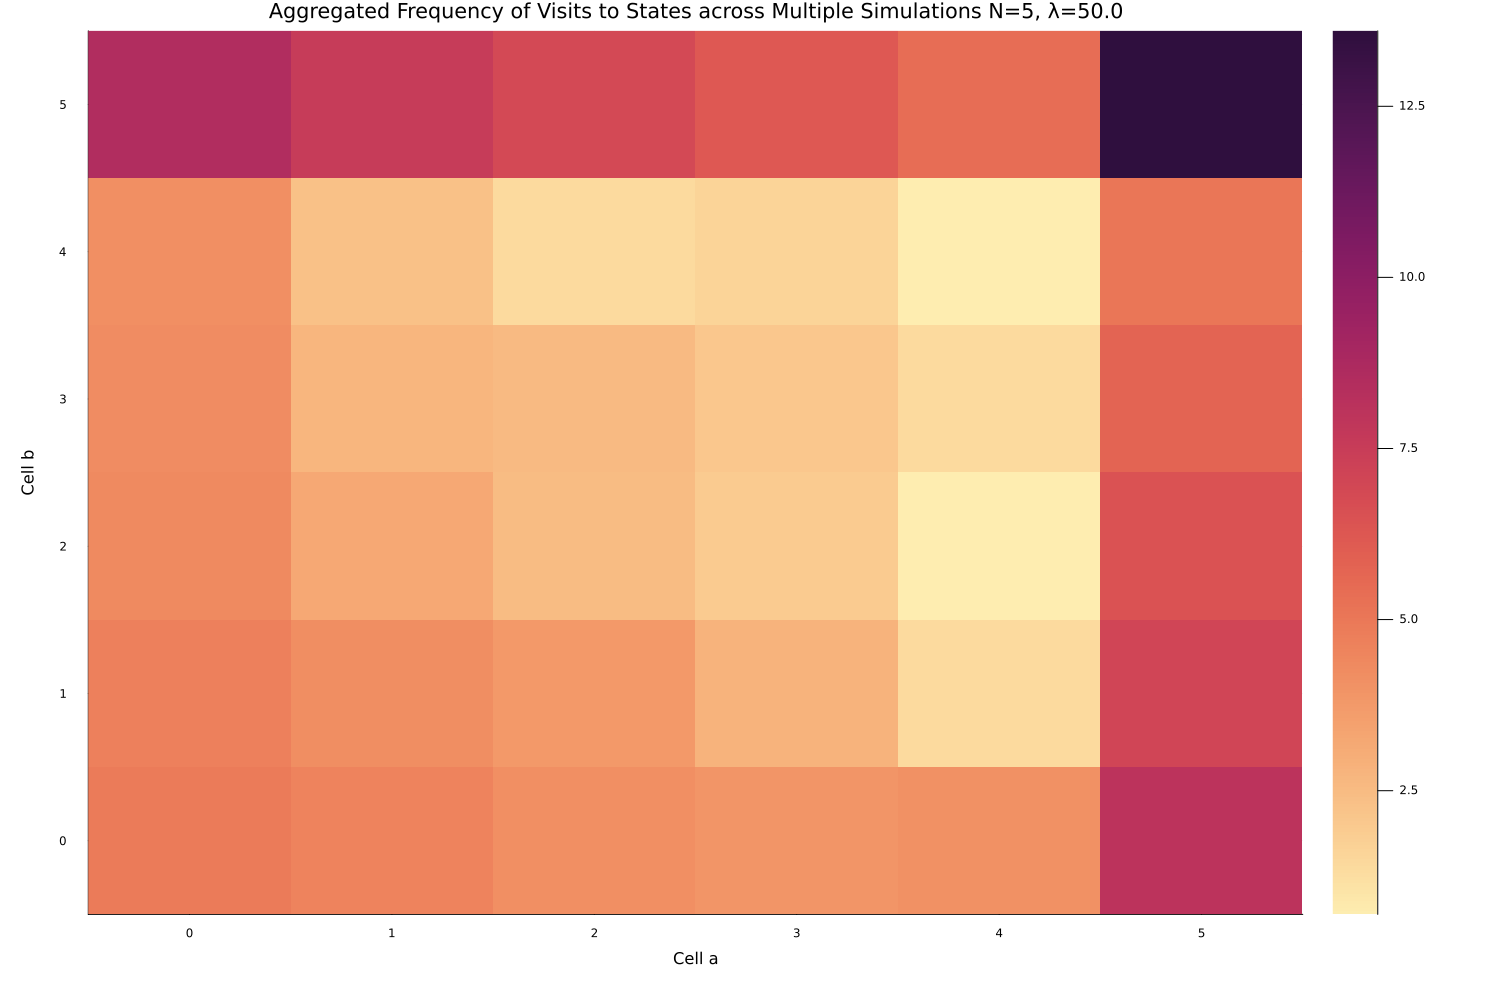 Aggregated Frequency of Visits to States across Multiple Simulations N=5, λ=50.0
5
4
3
2
1
0
Cell b
0 1 2 3 4 5
Cell a
12.5
10.0
7.5
5.0
2.5